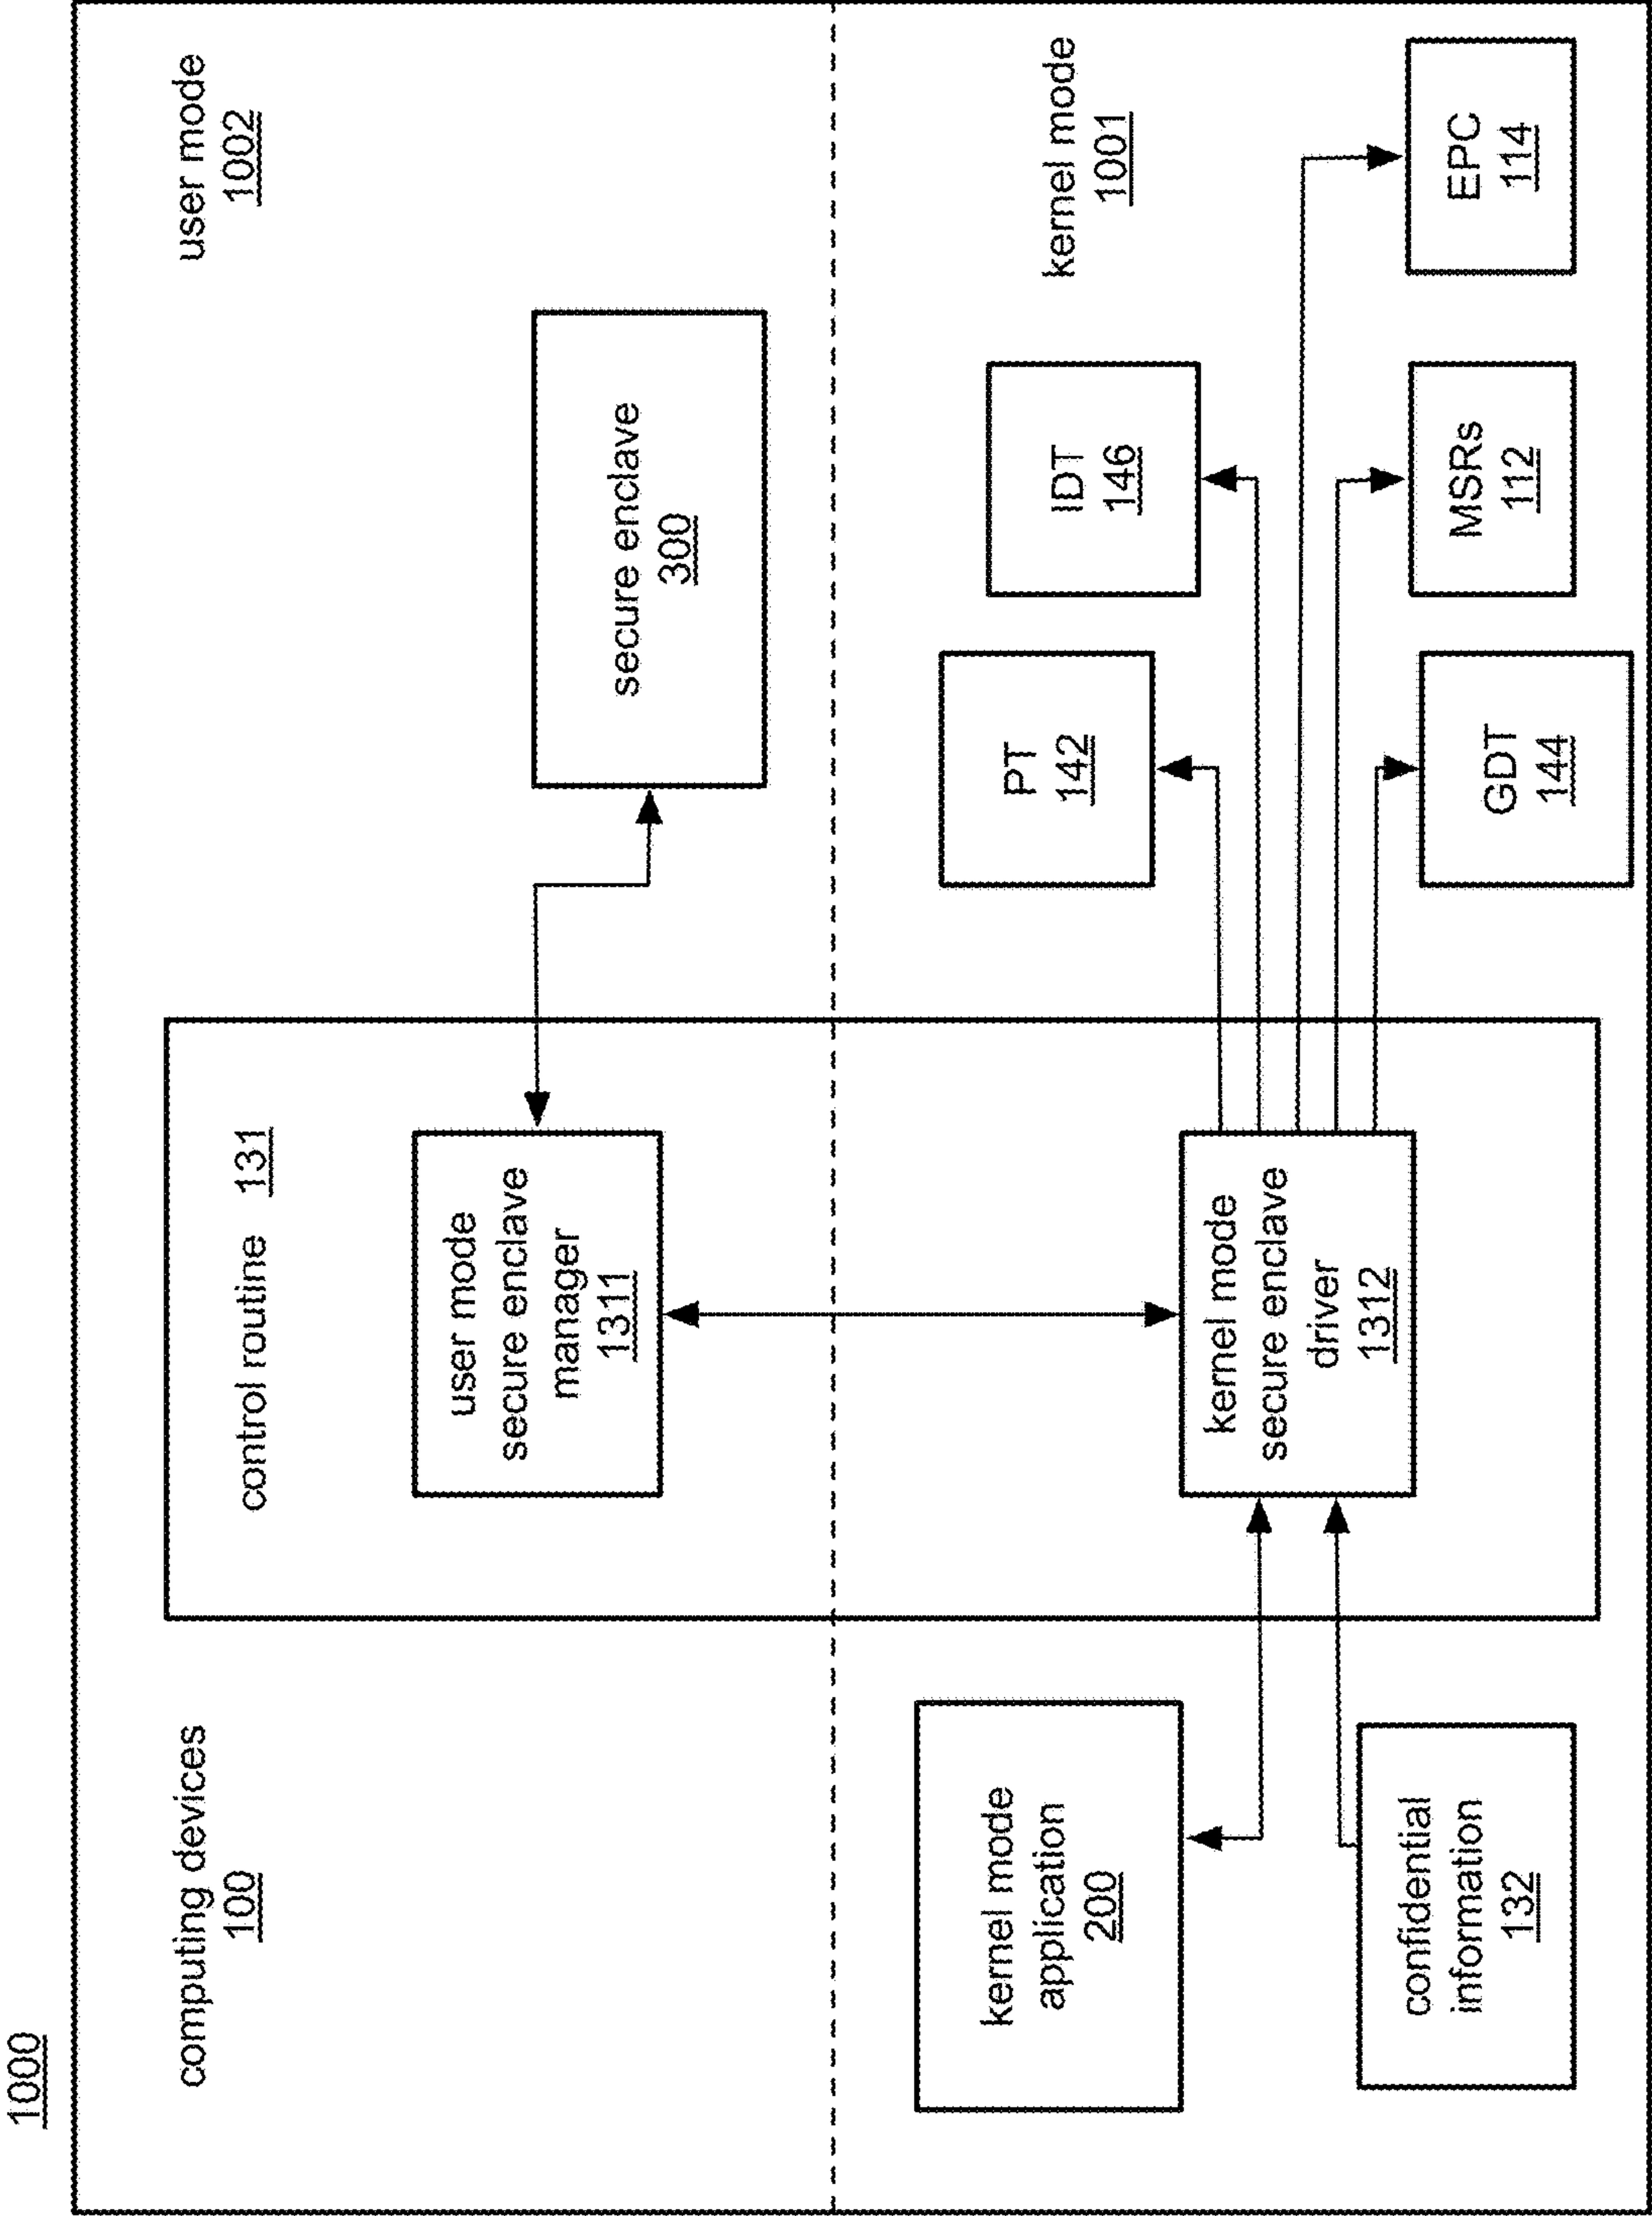 1000
computing devices
100
control routine 131
user mode
1002
user mode
secure enclave
manager
1311
secure enclave
300
kernel mode
application
200
confidential
information
132
kernel mode
secure enclave
driver
1312
PT
142
IDT
146
kernel mode
1001
GDT
144
MSRs
112
EPC
114